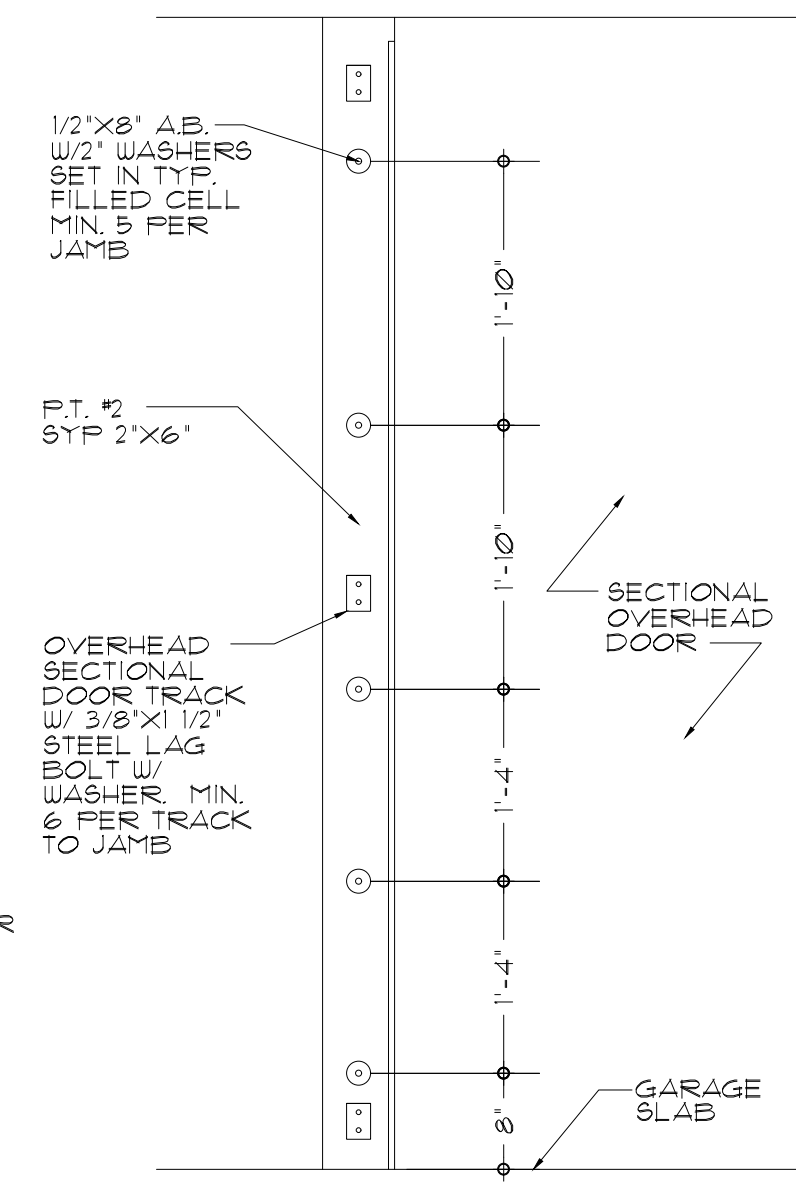 1/2"X8" A.B.
W/2" WASHERS
SET IN TYP.
FILLED CELL
MIN. 5 PER
JAMB
1'-10"
P.T. #2
SYP 2"X6"
1'-10"
SECTIONAL
OVERHEAD
DOOR
OVERHEAD
SECTIONAL
DOOR TRACK
W/ 3/8"X1 1/2"
STEEL LAG
BOLT W/
WASHER. MIN.
6 PER TRACK
TO JAMB
1'-4"
1'-4"
GARAGE
SLAB
8"